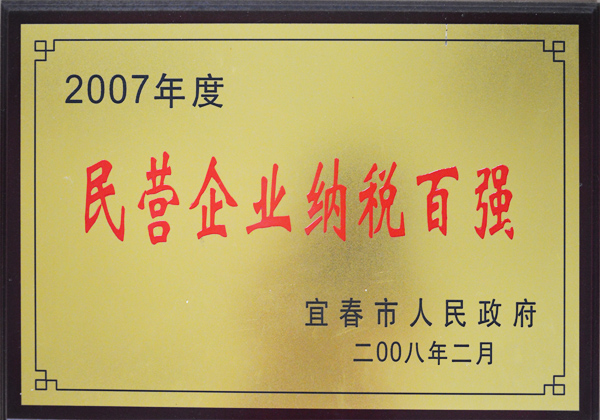 2007年度
民营企业纳税百强
宜春市人民政府
二00八年二月